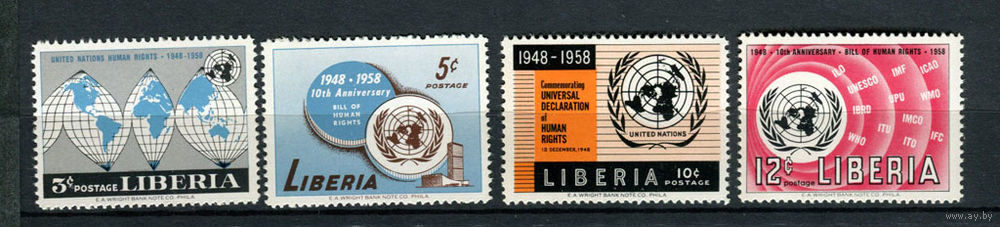 UNITED NATIONS HUMAN RIGHTS · 1948-1958
3¢ POSTAGE LIBERIA
E.A. WRIGHT BANK NOTE CO. PHILA.
1948 · 1958
10th Anniversary
BILL OF
HUMAN
RIGHTS
5¢
POSTAGE
LIBERIA
E.A. WRIGHT BANK NOTE CO. PHILA.
1948-1958
Commemorating
UNIVERSAL
DECLARATION
of
HUMAN
RIGHTS
10 DECEMBER, 1948
UNITED NATIONS
LIBERIA 10¢
POSTAGE
E.A. WRIGHT BANK NOTE CO. PHILA.
1948 · 10th ANNIVERSARY · BILL OF HUMAN RIGHTS · 1958
ILO
UNESCO
IMF
ICAO
IBRD
UPU
WMO
ITU
IMCO
WHO
ITO
IFC
12¢ postage LIBERIA
E.A. WRIGHT BANK NOTE CO. PHILA.
www.ay.by